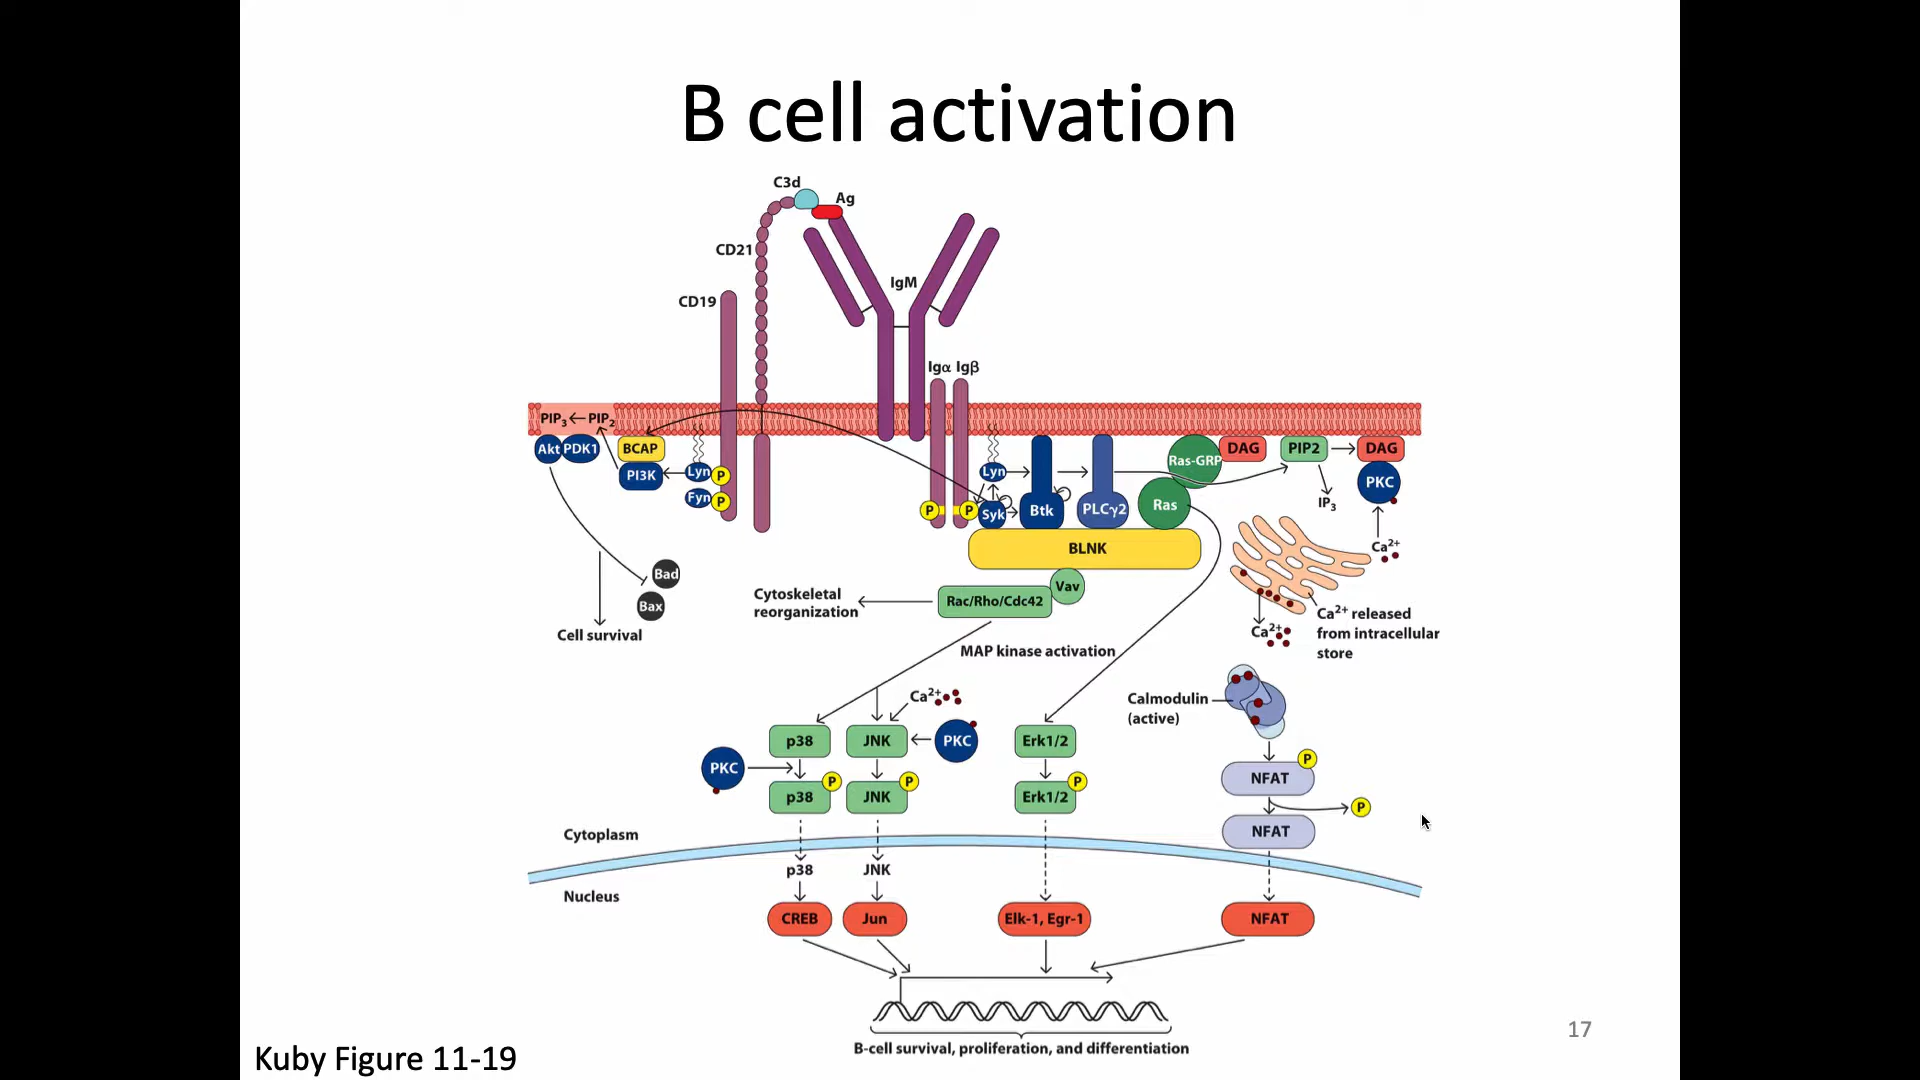 B cell activation
C3d
Ag
CD21
IgM
CD19
Igα Igβ
PIP3 ← PIP2
Akt PDK1 BCAP
PI3K
Lyn P
Fyn P
P P
Lyn
Syk
Btk
PLCγ2
Ras-GRP
DAG
Ras
PIP2
DAG
IP3
PKC
Ca2+
BLNK
Vav
Rac/Rho/Cdc42
Cytoskeletal
reorganization
Bad
Bax
Cell survival
MAP kinase activation
Ca2+
Ca2+ released
from intracellular
store
Ca2+
Calmodulin
(active)
p38
JNK
PKC
Erk1/2
PKC
p38 P
JNK P
Erk1/2 P
NFAT P
P
NFAT
Cytoplasm
Nucleus
p38
JNK
CREB
Jun
Elk-1, Egr-1
NFAT
B-cell survival, proliferation, and differentiation
17
Kuby Figure 11-19